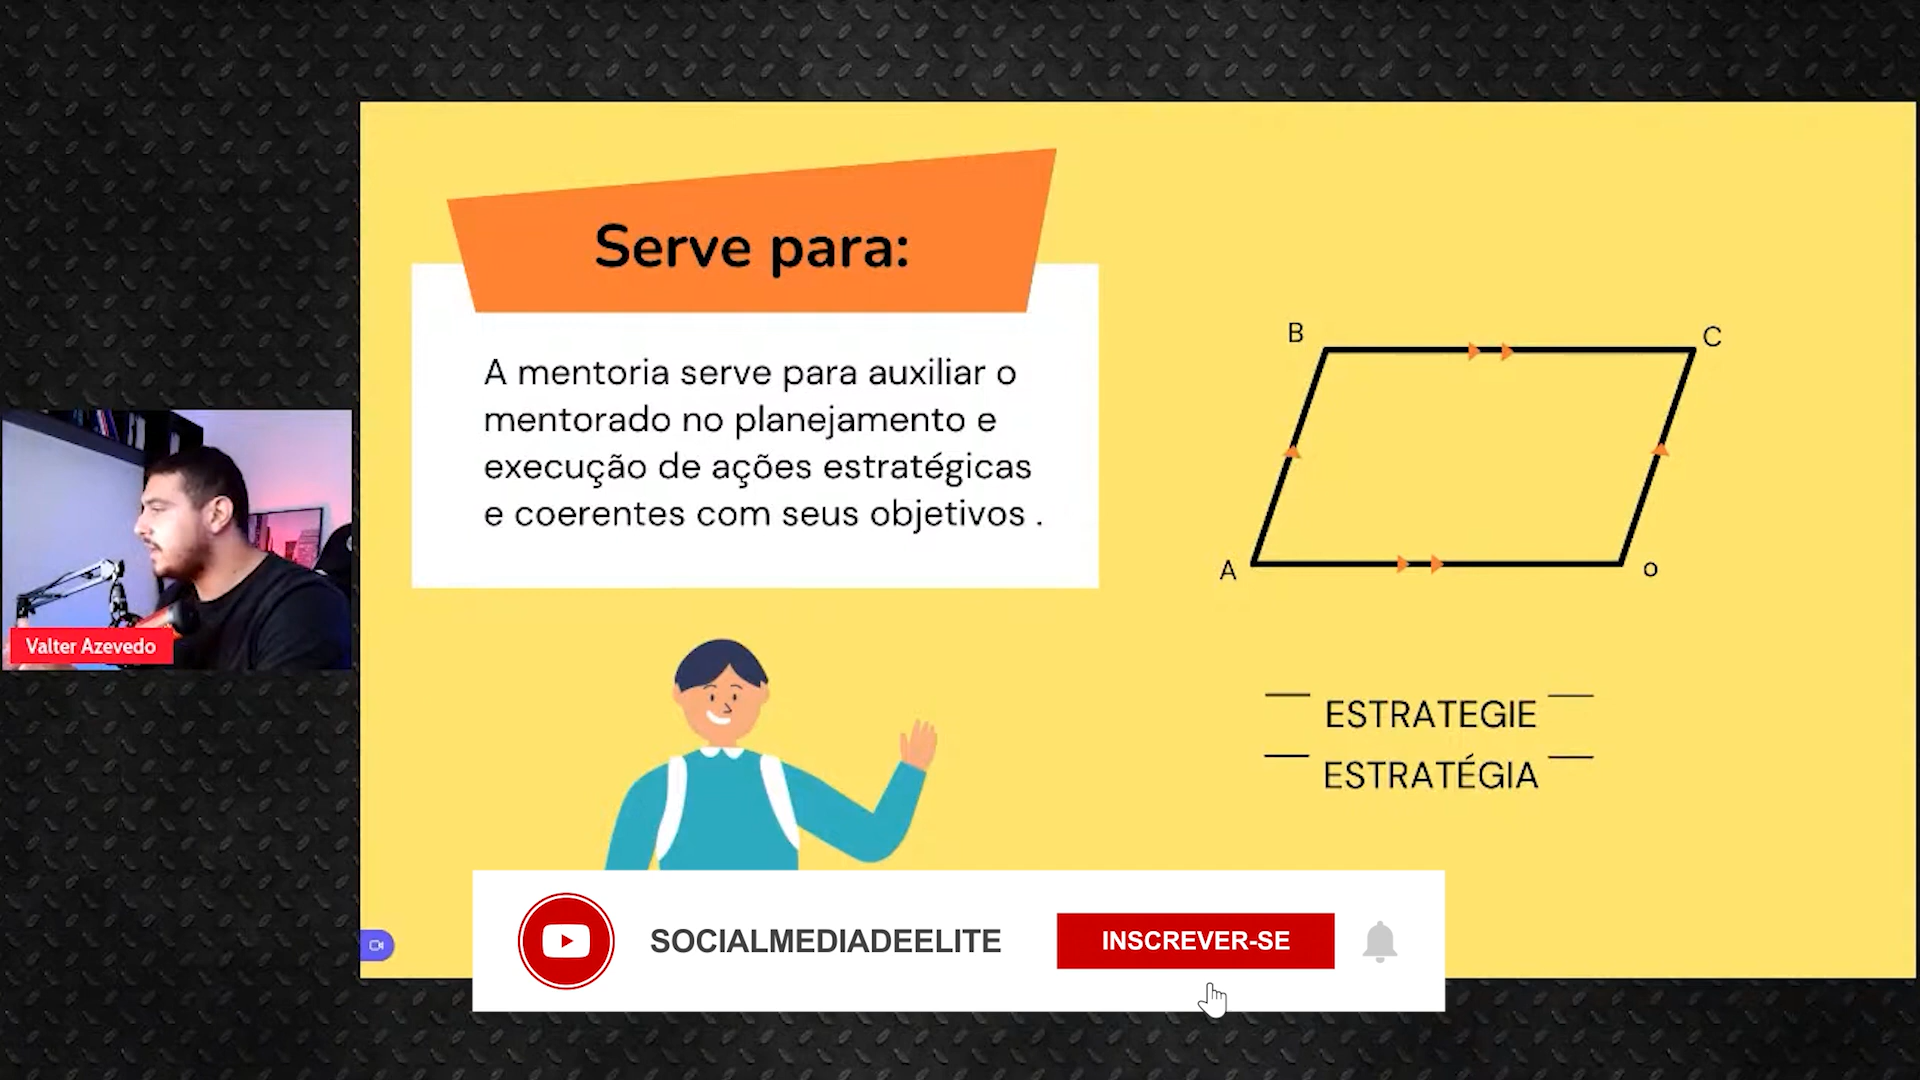 Serve para:
A mentoria serve para auxiliar o
mentorado no planejamento e
execução de ações estratégicas
e coerentes com seus objetivos .
B
C
A
o
ESTRATEGIE
ESTRATÉGIA
Valter Azevedo
SOCIALMEDIADEELITE
INSCREVER-SE